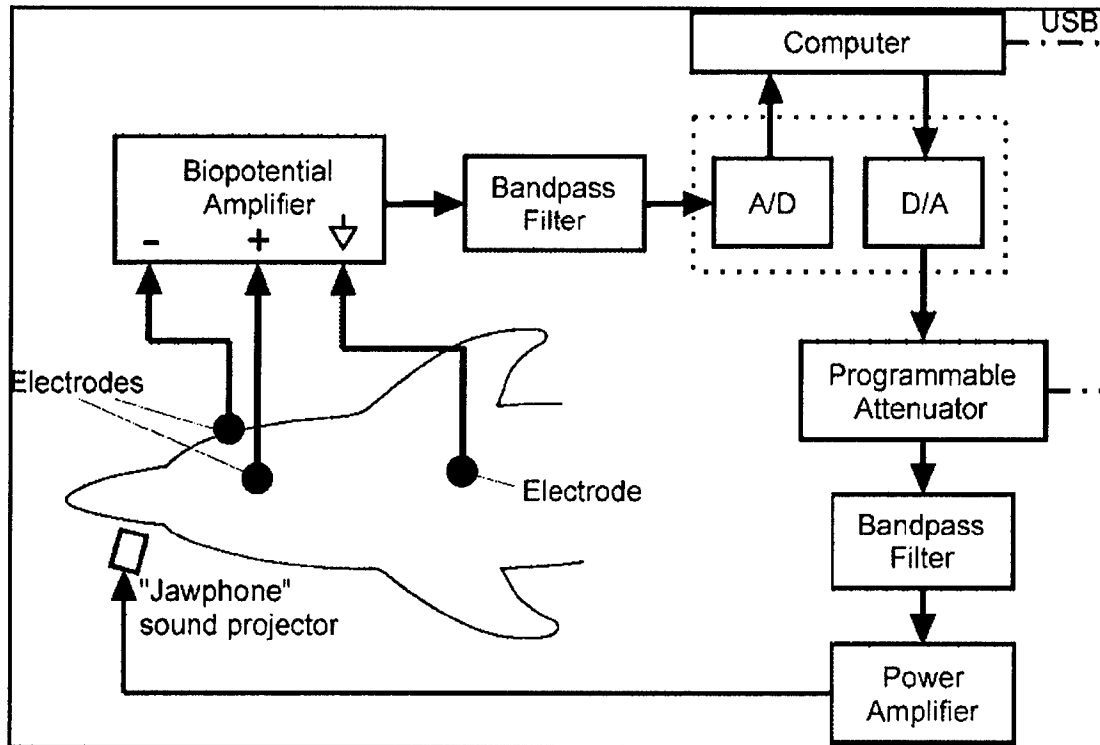 USB
Computer
Biopotential
Amplifier
- +
Bandpass
Filter
A/D
D/A
Programmable
Attenuator
Electrodes
Electrode
Bandpass
Filter
"Jawphone"
sound projector
Power
Amplifier